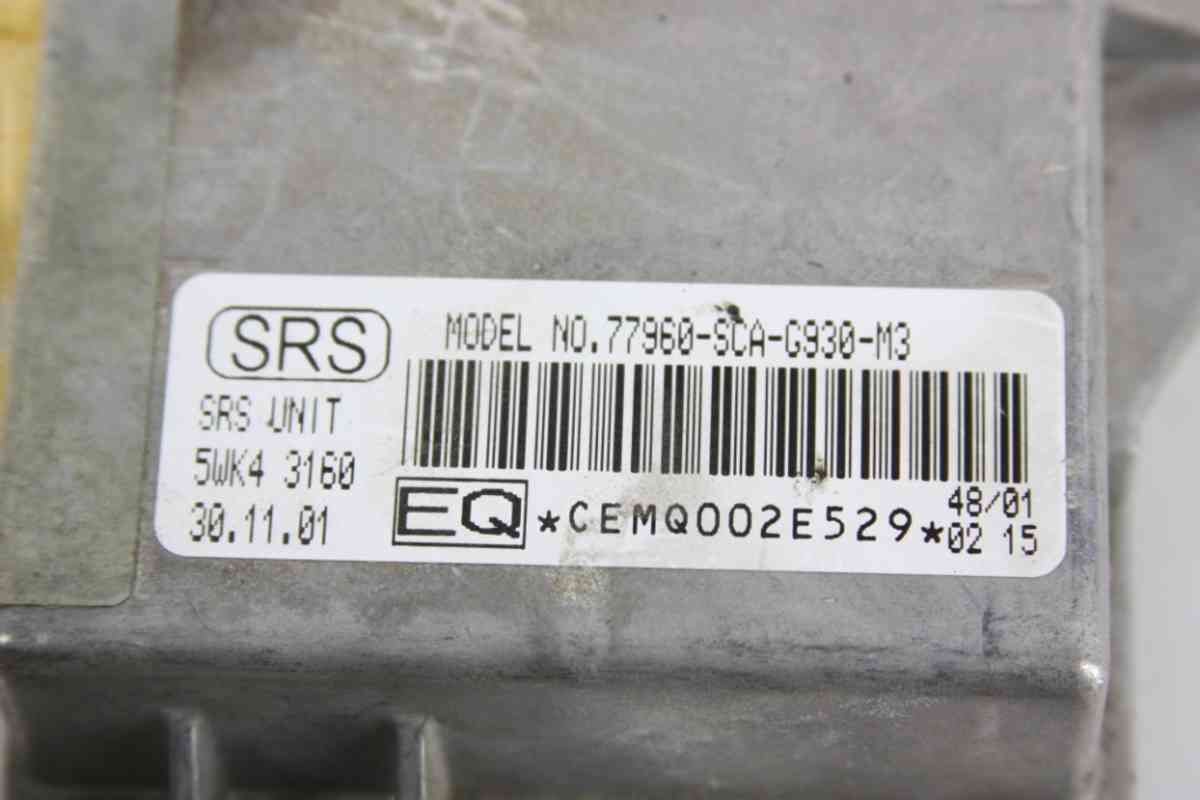 SRS
MODEL NO.77960-SCA-G930-M3
SRS UNIT
5WK4 3160
30.11.01
EQ
*CEMQ002E529*
48/01
02 15